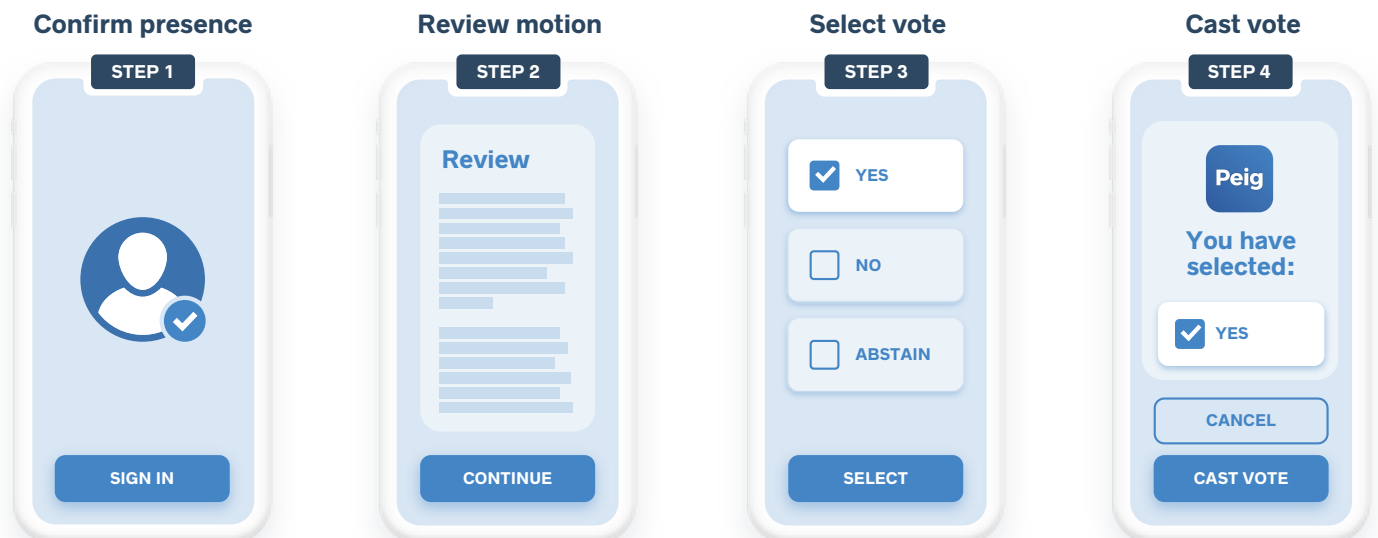 Confirm presence
STEP 1
SIGN IN
Review motion
STEP 2
Review
CONTINUE
Select vote
STEP 3
YES
NO
ABSTAIN
SELECT
Cast vote
STEP 4
Peig
You have
selected:
YES
CANCEL
CAST VOTE